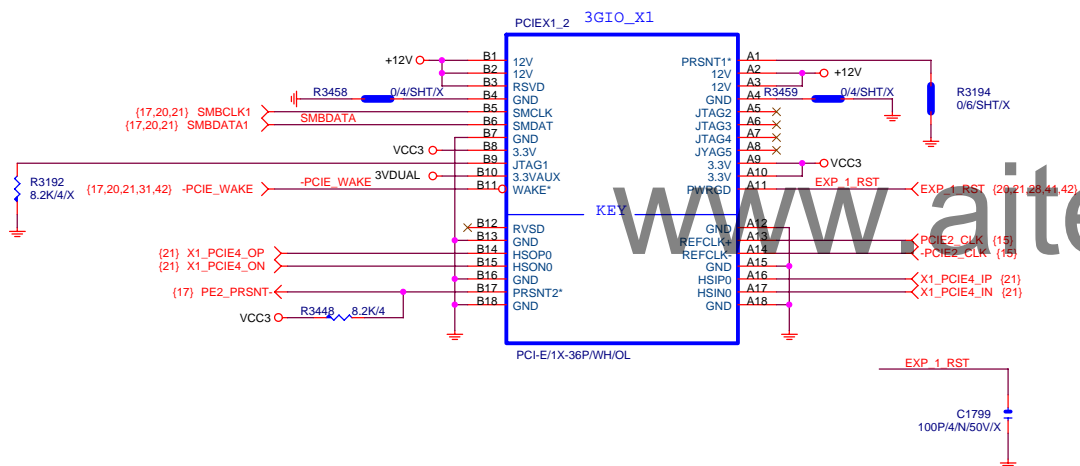 3GIO_X1
PCIEX1_2
+12V
B1 12V
B2 12V
B3 RSVD
R3458 0/4/SHT/X B4 GND
{17,20,21} SMBCLK1 B5 SMCLK
{17,20,21} SMBDATA1 SMBDATA B6 SMDAT
B7 GND
VCC3 B8 3.3V
B9 JTAG1
3VDUAL B10 3.3VAUX
R3192
8.2K/4/X
{17,20,21,31,42} -PCIE_WAKE -PCIE_WAKE B11 WAKE*
KEY
B12 RVSD
B13 GND
{21} X1_PCIE4_OP B14 HSOP0
{21} X1_PCIE4_ON B15 HSON0
B16 GND
{17} PE2_PRSNT- B17 PRSNT2*
B18 GND
VCC3 R3448 8.2K/4
PRSNT1* A1
12V A2 +12V
12V A3
GND A4 R3459 0/4/SHT/X
R3194
0/6/SHT/X
JTAG2 A5
JTAG3 A6
JTAG4 A7
JYAG5 A8
3.3V A9 VCC3
3.3V A10
PWRGD A11 EXP_1_RST EXP_1_RST {20,21,28,41,42}
GND A12
REFCLK+ A13 PCIE2_CLK {15}
REFCLK- A14 -PCIE2_CLK {15}
GND A15
HSIP0 A16 X1_PCIE4_IP {21}
HSIN0 A17 X1_PCIE4_IN {21}
GND A18
PCI-E/1X-36P/WH/OL
EXP_1_RST
C1799
100P/4/N/50V/X
www.aite